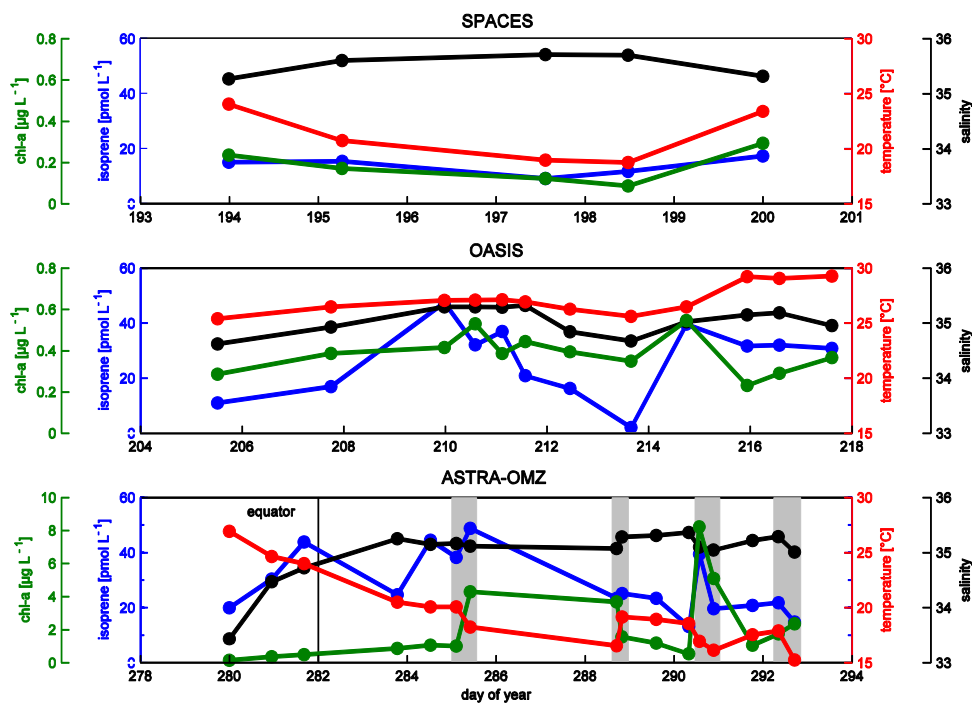 SPACES
0.8 60 30 36
0.6 40 25 35
0.4
0.2 20 20 34
0 0 15 33
193 194 195 196 197 198 199 200 201
chl-a [µg L⁻¹]
isoprene [pmol L⁻¹]
temperature [°C]
salinity
OASIS
0.8 60 30 36
0.6 40 25 35
0.4
0.2 20 20 34
0 0 15 33
204 206 208 210 212 214 216 218
chl-a [µg L⁻¹]
isoprene [pmol L⁻¹]
temperature [°C]
salinity
ASTRA-OMZ
10 60 30 36
equator
8
6 40 25 35
4
2 20 20 34
0 0 15 33
278 280 282 284 286 288 290 292 294
chl-a [µg L⁻¹]
isoprene [pmol L⁻¹]
temperature [°C]
salinity
day of year